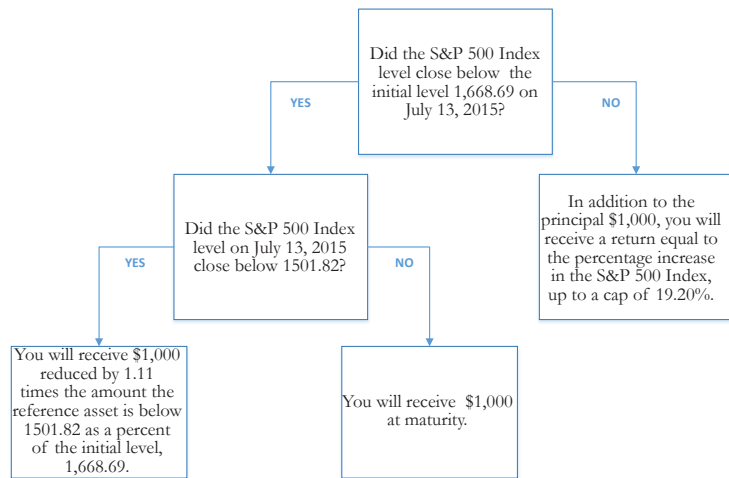 Did the S&P 500 Index
level close below the
initial level 1,668.69 on
July 13, 2015?
YES
NO
Did the S&P 500 Index
level on July 13, 2015
close below 1501.82?
In addition to the
principal $1,000, you will
receive a return equal to
the percentage increase
in the S&P 500 Index,
up to a cap of 19.20%.
YES
NO
You will receive $1,000
reduced by 1.11
times the amount the
reference asset is below
1501.82 as a percent
of the initial level,
1,668.69.
You will receive $1,000
at maturity.